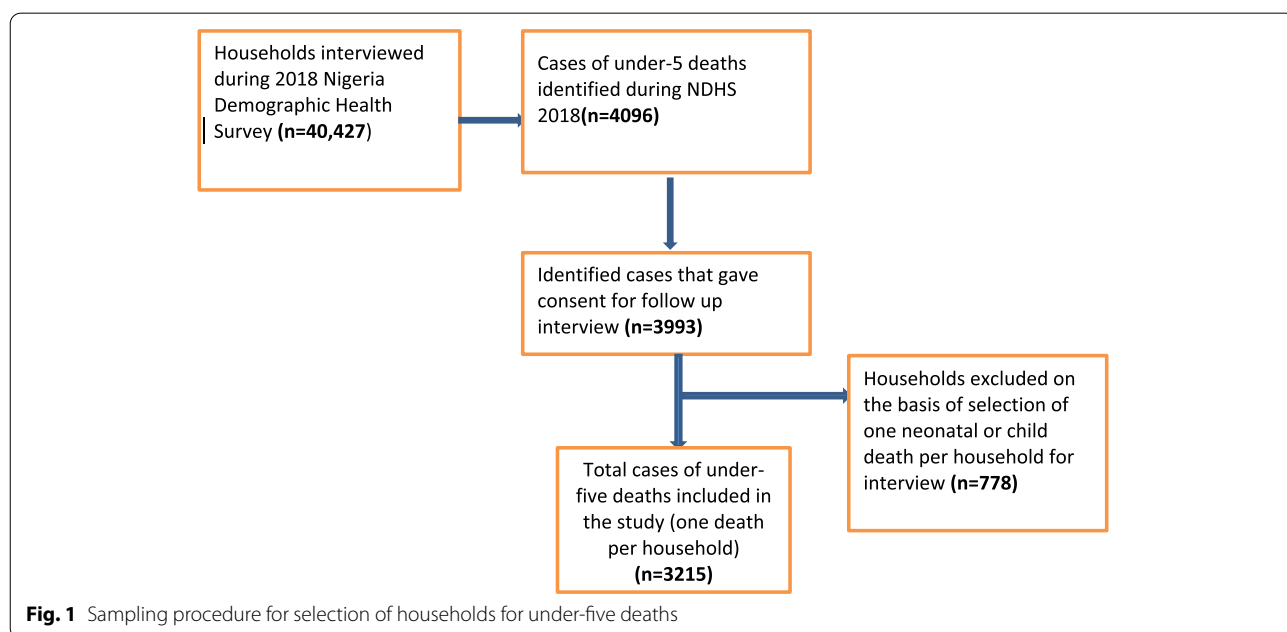 Households interviewed
during 2018 Nigeria
Demographic Health
Survey (n=40,427)
Cases of under-5 deaths
identified during NDHS
2018(n=4096)
Identified cases that gave
consent for follow up
interview (n=3993)
Households excluded on
the basis of selection of
one neonatal or child
death per household for
interview (n=778)
Total cases of under-
five deaths included in
the study (one death
per household)
(n=3215)
Fig. 1 Sampling procedure for selection of households for under-five deaths